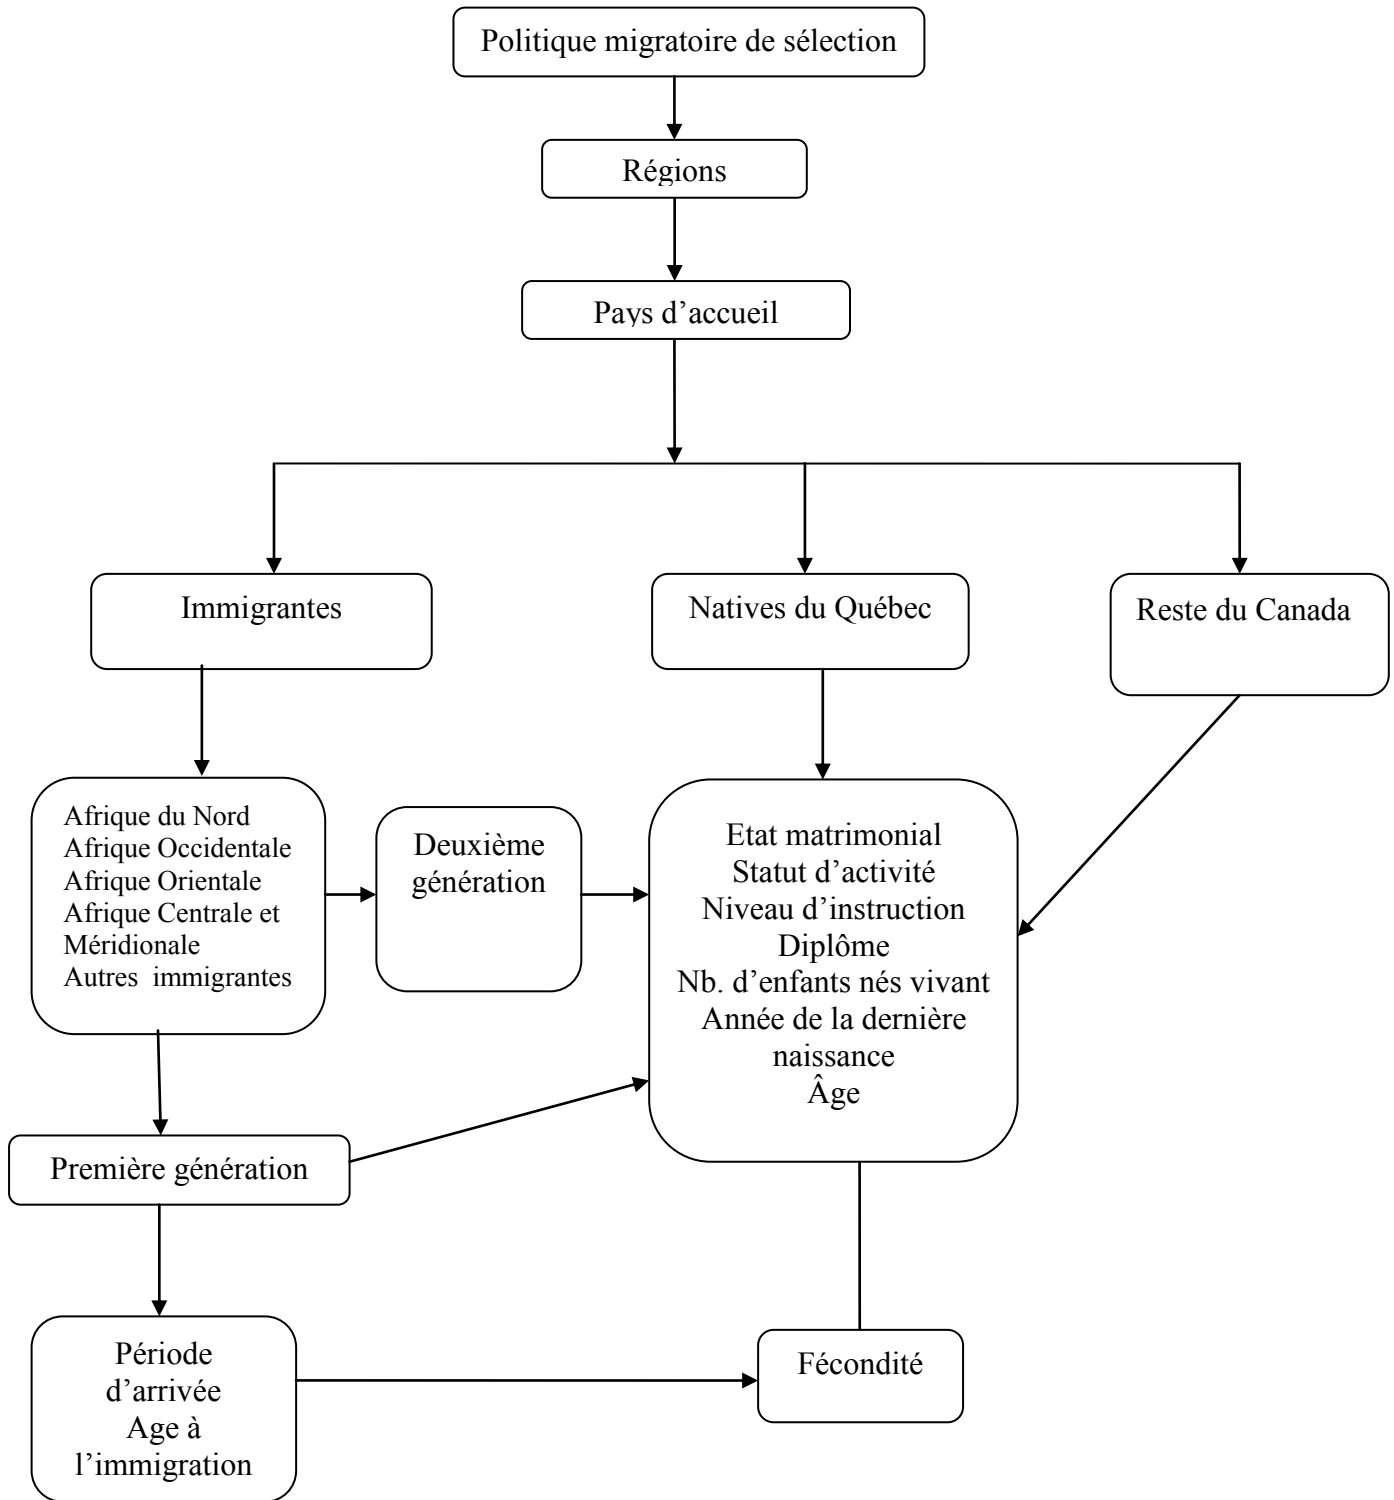 Politique migratoire de sélection
Régions
Pays d’accueil
Immigrantes
Natives du Québec
Reste du Canada
Afrique du Nord
Afrique Occidentale
Afrique Orientale
Afrique Centrale et
Méridionale
Autres  immigrantes
Deuxième
génération
Etat matrimonial
Statut d’activité
Niveau d’instruction
Diplôme
Nb. d’enfants nés vivant
Année de la dernière
naissance
Âge
Première génération
Période
d’arrivée
Age à
l’immigration
Fécondité